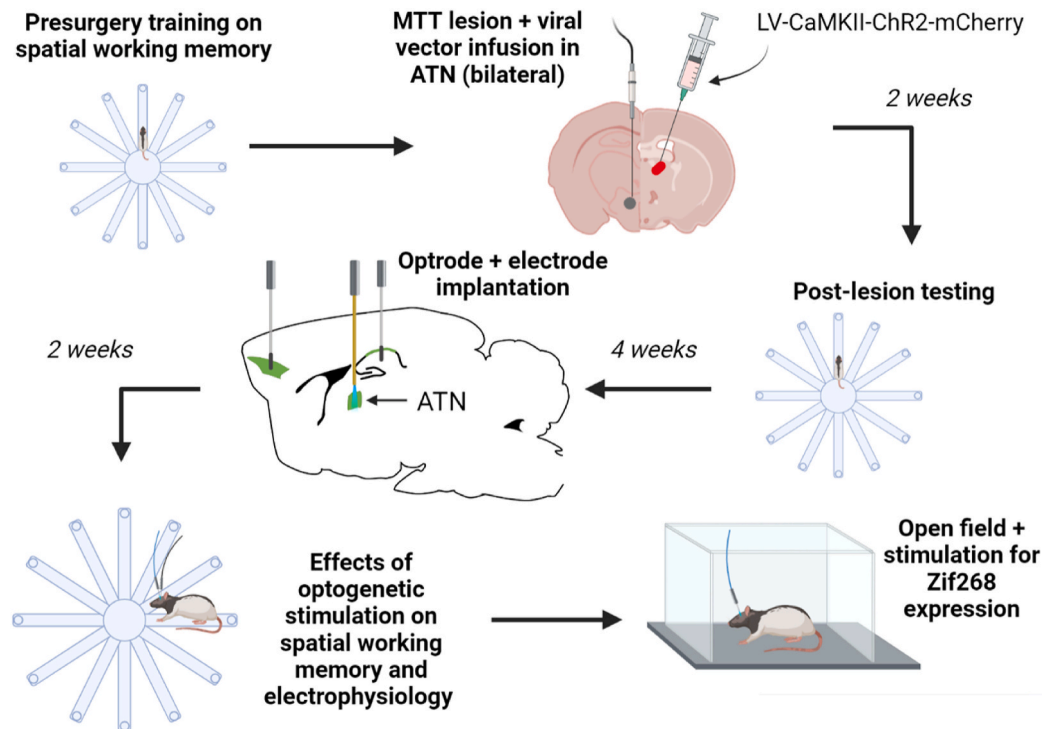 Presurgery training on
spatial working memory
MTT lesion + viral
vector infusion in
ATN (bilateral)
LV-CaMKII-ChR2-mCherry
2 weeks
Post-lesion testing
4 weeks
Optrode + electrode
implantation
ATN
2 weeks
Effects of
optogenetic
stimulation on
spatial working
memory and
electrophysiology
Open field +
stimulation for
Zif268
expression